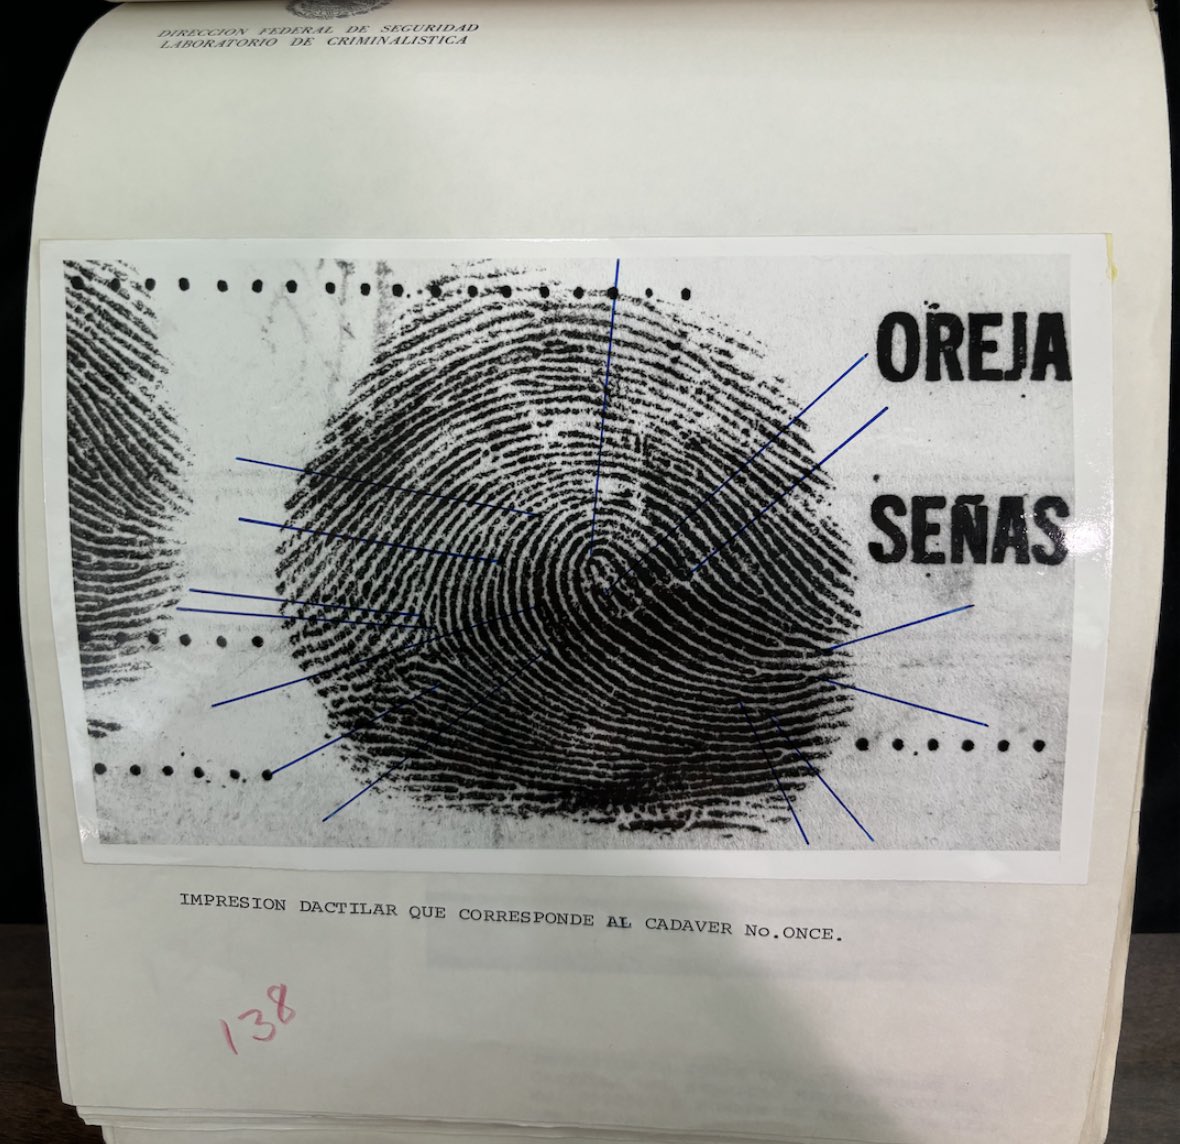 DIRECCION FEDERAL DE SEGURIDAD
LABORATORIO DE CRIMINALISTICA
OREJA
SEÑAS
IMPRESION DACTILAR QUE CORRESPONDE AL CADAVER No.ONCE.
138